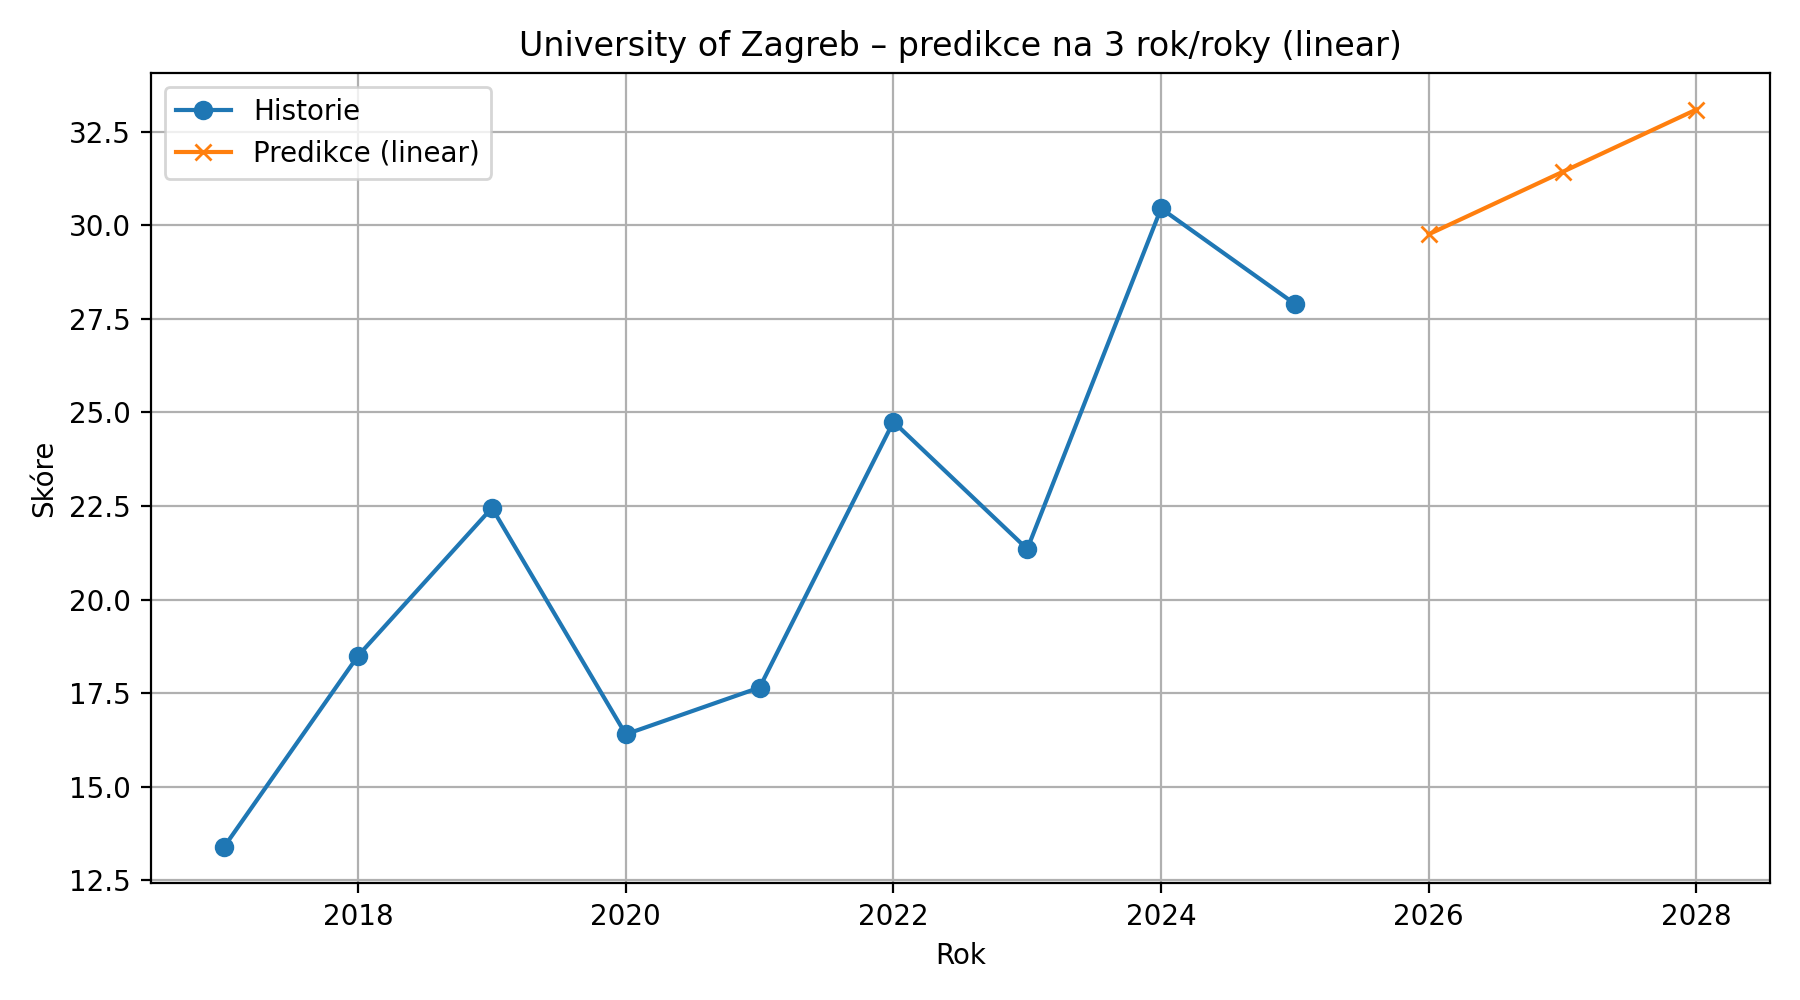 University of Zagreb – predikce na 3 rok/roky (linear)
Historie
Predikce (linear)
Skóre
32.5
30.0
27.5
25.0
22.5
20.0
17.5
15.0
12.5
2018 2020 2022 2024 2026 2028
Rok